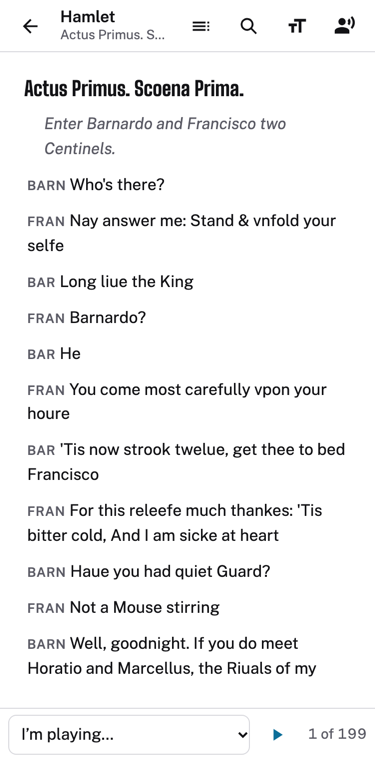 Hamlet
Actus Primus. S...
Actus Primus. Scoena Prima.
Enter Barnardo and Francisco two
Centinels.
BARN Who's there?
FRAN Nay answer me: Stand & vnfold your
selfe
BAR Long liue the King
FRAN Barnardo?
BAR He
FRAN You come most carefully vpon your
houre
BAR 'Tis now strook twelue, get thee to bed
Francisco
FRAN For this releefe much thankes: 'Tis
bitter cold, And I am sicke at heart
BARN Haue you had quiet Guard?
FRAN Not a Mouse stirring
BARN Well, goodnight. If you do meet
Horatio and Marcellus, the Riuals of my
I'm playing...
1 of 199